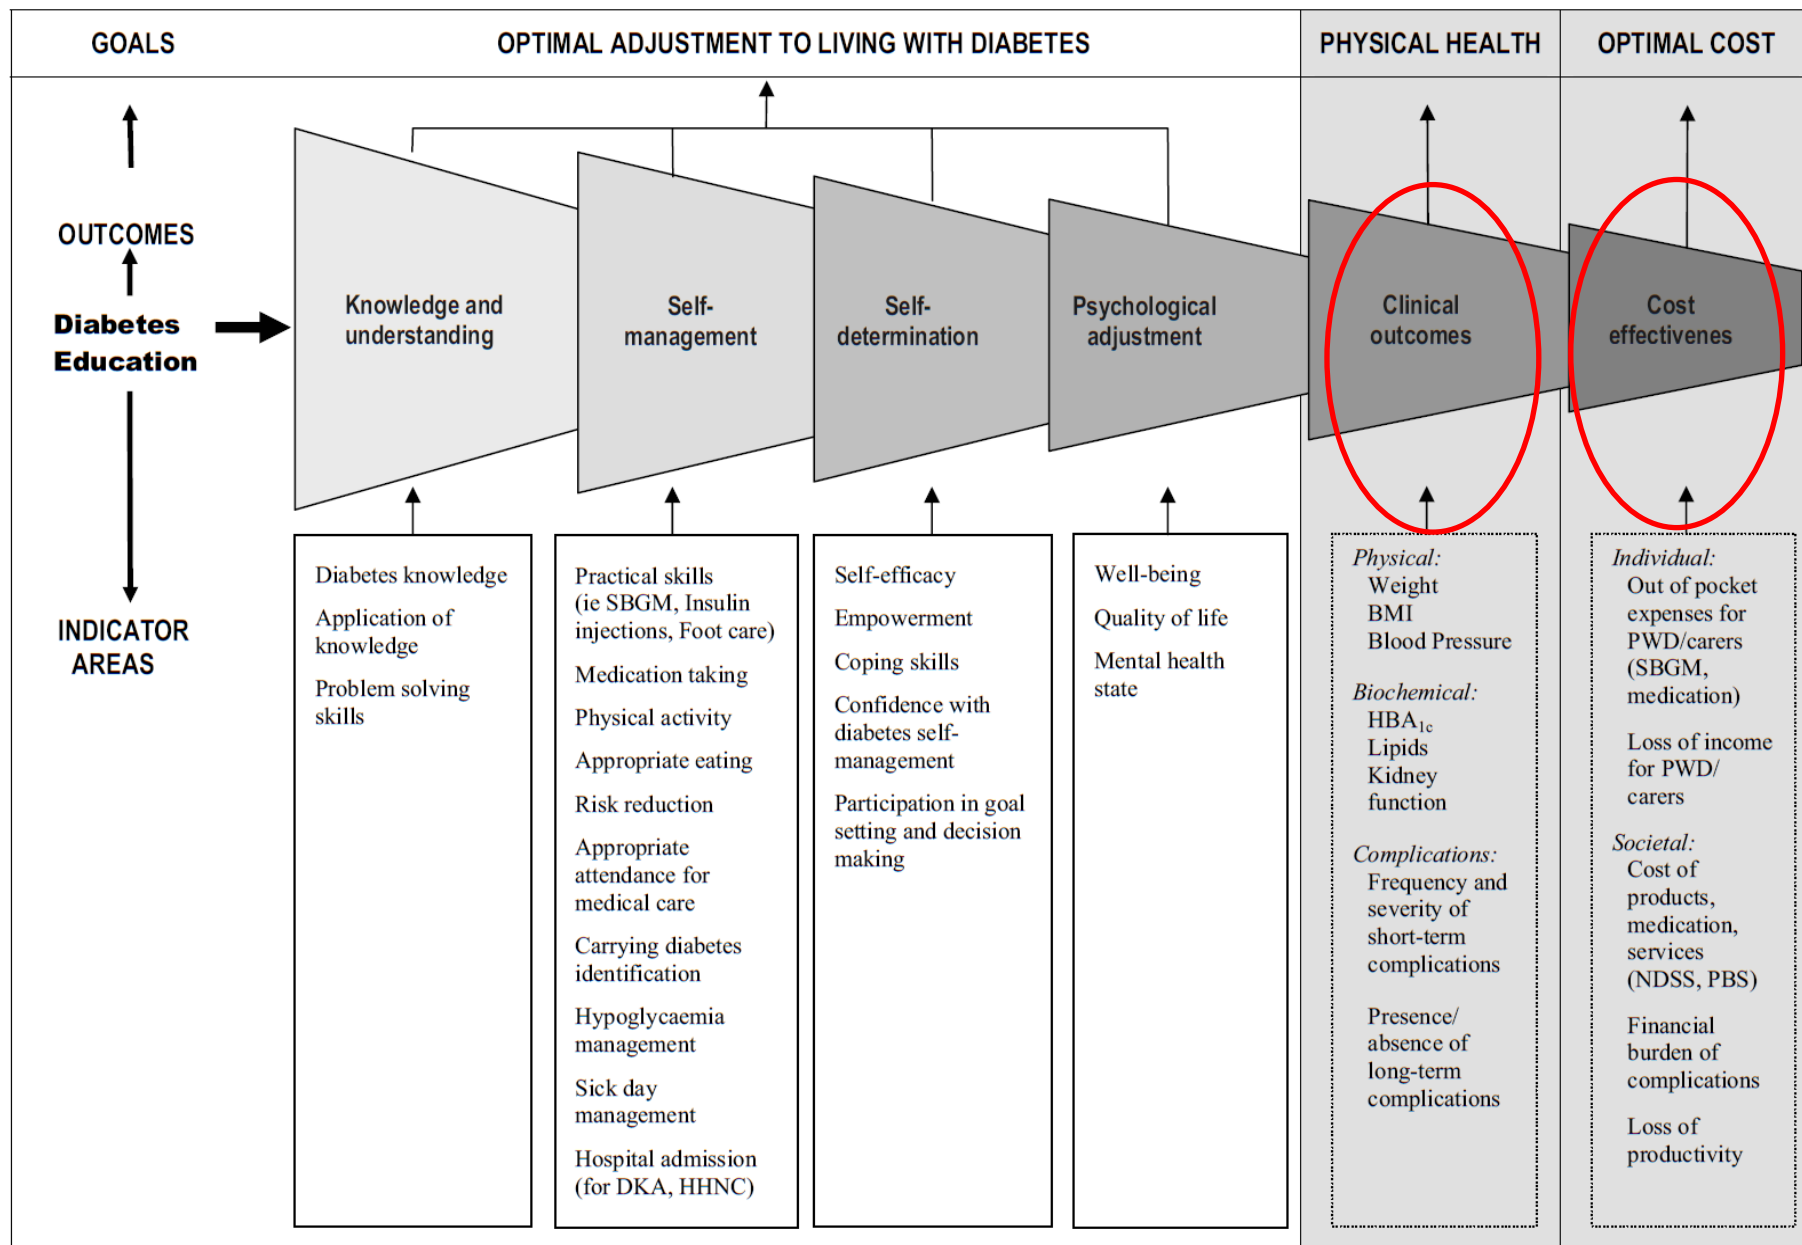 GOALS
OPTIMAL ADJUSTMENT TO LIVING WITH DIABETES
PHYSICAL HEALTH
OPTIMAL COST
OUTCOMES
Diabetes
Education
INDICATOR
AREAS
Knowledge and
understanding
Self-
management
Self-
determination
Psychological
adjustment
Clinical
outcomes
Cost
effectivenes
Diabetes knowledge
Application of
knowledge
Problem solving
skills
Practical skills
(ie SBGM, Insulin
injections, Foot care)
Medication taking
Physical activity
Appropriate eating
Risk reduction
Appropriate
attendance for
medical care
Carrying diabetes
identification
Hypoglycaemia
management
Sick day
management
Hospital admission
(for DKA, HHNC)
Self-efficacy
Empowerment
Coping skills
Confidence with
diabetes self-
management
Participation in goal
setting and decision
making
Well-being
Quality of life
Mental health
state
Physical:
Weight
BMI
Blood Pressure
Biochemical:
HBA1c
Lipids
Kidney
function
Complications:
Frequency and
severity of
short-term
complications
Presence/
absence of
long-term
complications
Individual:
Out of pocket
expenses for
PWD/carers
(SBGM,
medication)
Loss of income
for PWD/
carers
Societal:
Cost of
products,
medication,
services
(NDSS, PBS)
Financial
burden of
complications
Loss of
productivity